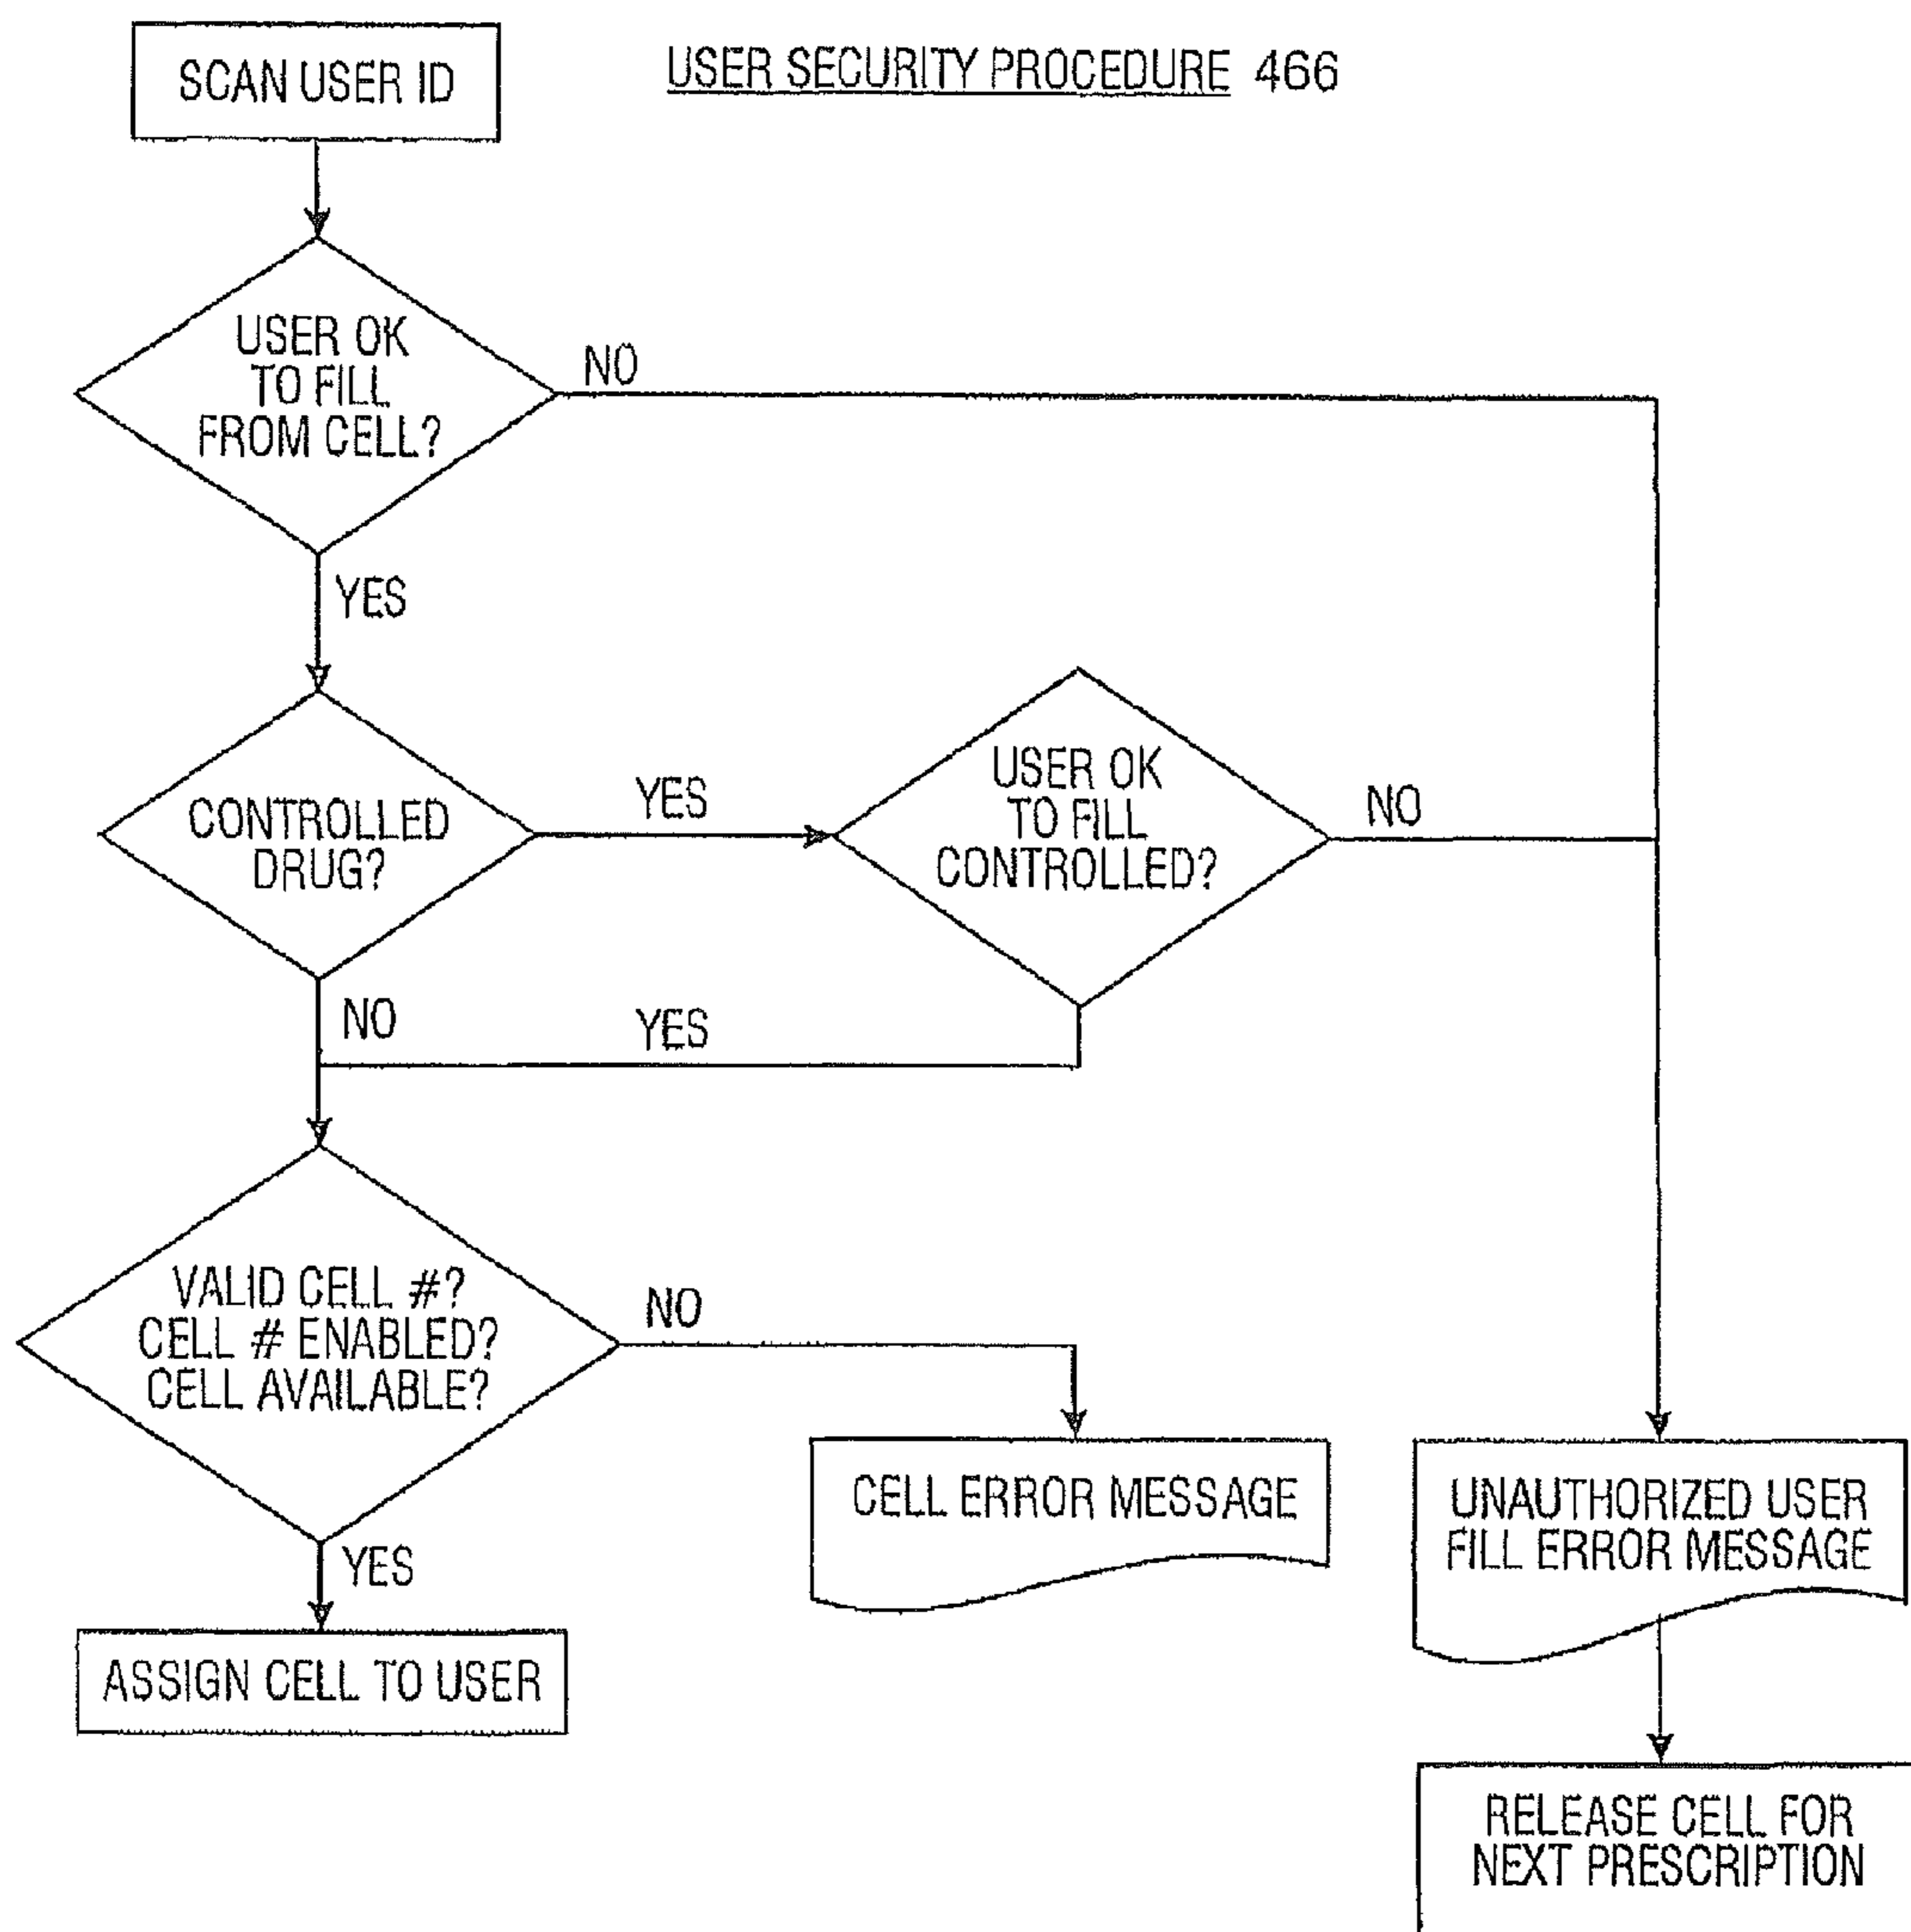 SCAN USER ID
USER SECURITY PROCEDURE 466
USER OK
TO FILL
FROM CELL?
NO
YES
CONTROLLED
DRUG?
YES
USER OK
TO FILL
CONTROLLED?
NO
NO
YES
VALID CELL #?
CELL # ENABLED?
CELL AVAILABLE?
NO
CELL ERROR MESSAGE
UNAUTHORIZED USER
FILL ERROR MESSAGE
YES
ASSIGN CELL TO USER
RELEASE CELL FOR
NEXT PRESCRIPTION